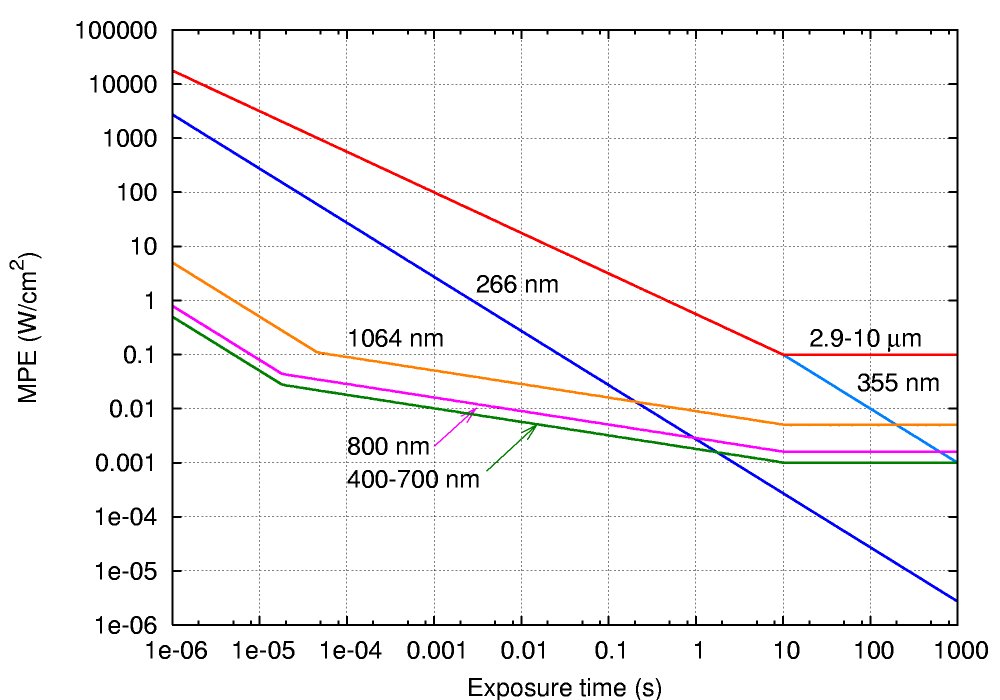 100000
10000
1000
100
10
1
0.1
0.01
0.001
1e-04
1e-05
1e-06
MPE (W/cm²)
266 nm
1064 nm
2.9-10 μm
355 nm
800 nm
400-700 nm
1e-06 1e-05 1e-04 0.001 0.01 0.1 1 10 100 1000
Exposure time (s)